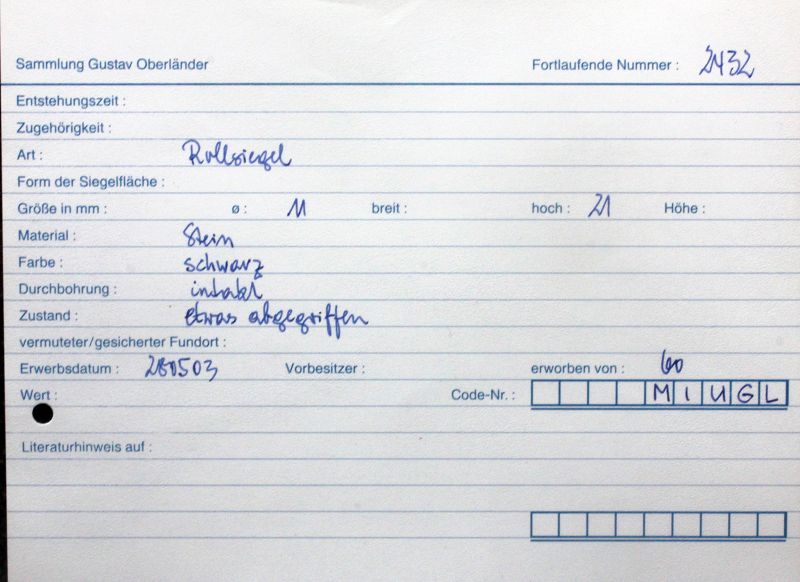 Sammlung Gustav Oberländer Fortlaufende Nummer : 2432
Entstehungszeit :
Zugehörigkeit :
Art : Rollsiegel
Form der Siegelfläche :
Größe in mm : ø : 11 breit : hoch : 21 Höhe :
Material : Stein
Farbe : schwarz
Durchbohrung : intakt
Zustand : etwas abgegriffen
vermuteter/gesicherter Fundort :
Erwerbsdatum : 280503 Vorbesitzer : erworben von :
Wert : Code-Nr. : M I U G L
Literaturhinweis auf :